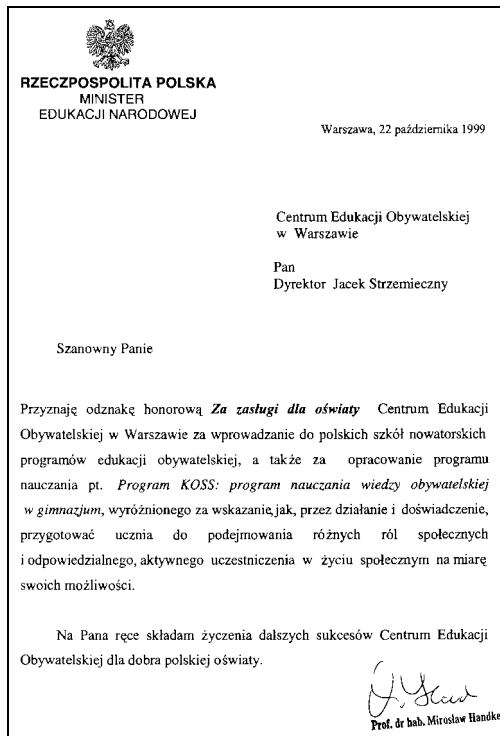 RZECZPOSPOLITA POLSKA
MINISTER
EDUKACJI NARODOWEJ
Warszawa, 22 października 1999
Centrum Edukacji Obywatelskiej
w Warszawie
Pan
Dyrektor Jacek Strzemieczny
Szanowny Panie
Przyznaję odznakę honorową Za zasługi dla oświaty Centrum Edukacji
Obywatelskiej w Warszawie za wprowadzanie do polskich szkół nowatorskich
programów edukacji obywatelskiej, a także za opracowanie programu
nauczania pt. Program KOSS: program nauczania wiedzy obywatelskiej
w gimnazjum, wyróżnionego za wskazanie, jak, przez działanie i doświadczenie,
przygotować ucznia do podejmowania różnych ról społecznych
i odpowiedzialnego, aktywnego uczestniczenia w życiu społecznym na miarę
swoich możliwości.
Na Pana ręce składam życzenia dalszych sukcesów Centrum Edukacji
Obywatelskiej dla dobra polskiej oświaty.
Prof. dr hab. Mirosław Handke